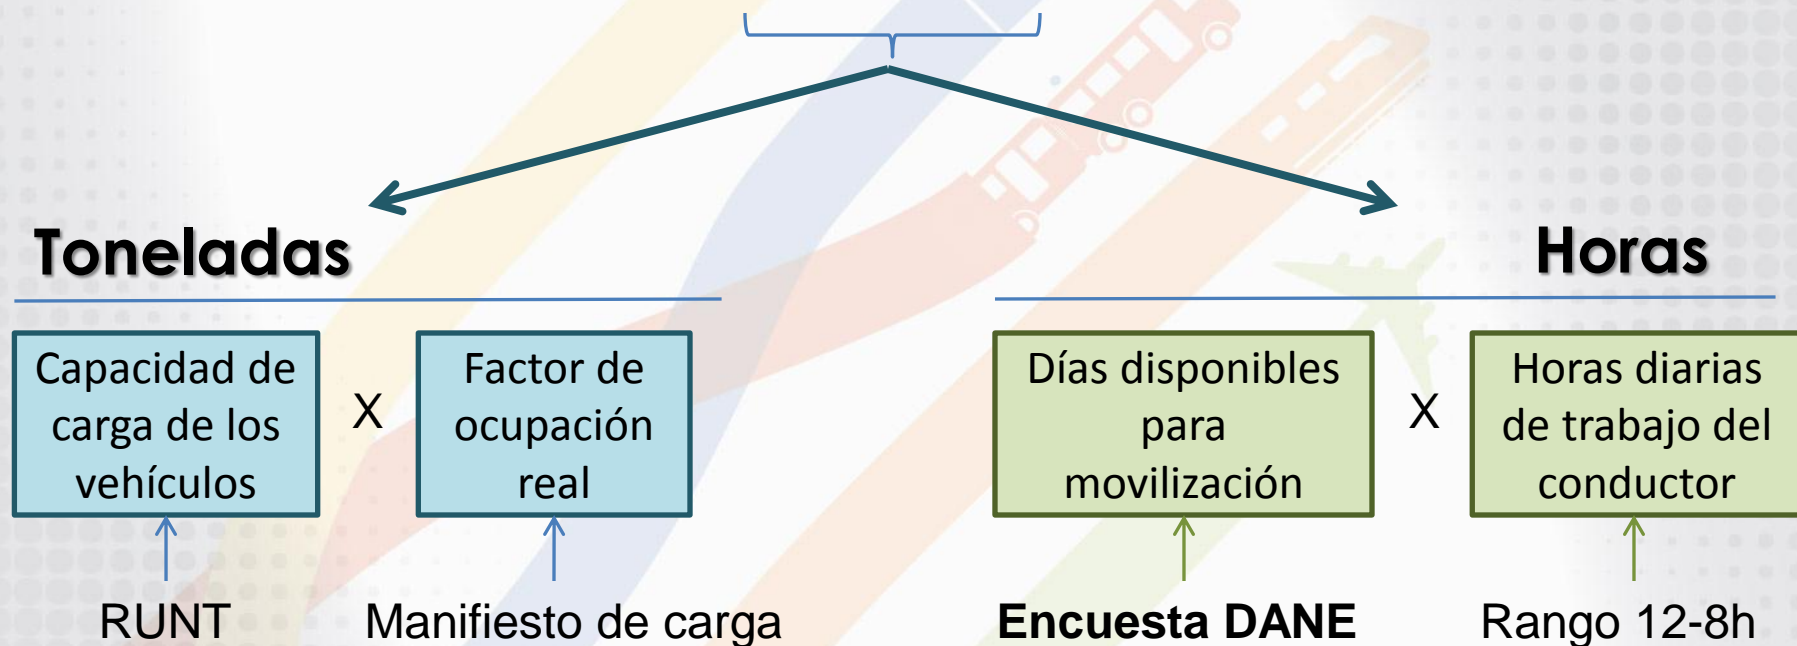 Toneladas
Horas
Capacidad de
carga de los
vehículos
X
Factor de
ocupación
real
Días disponibles
para
movilización
X
Horas diarias
de trabajo del
conductor
RUNT
Manifiesto de carga
Encuesta DANE
Rango 12-8h